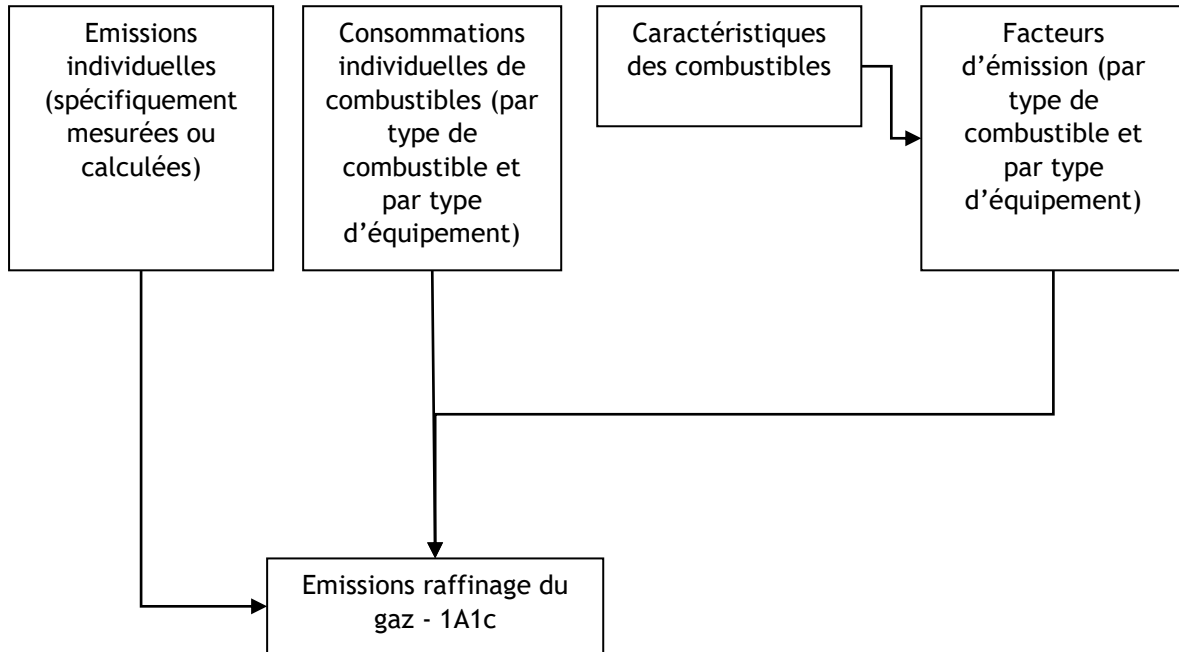 Emissions
individuelles
(spécifiquement
mesurées ou
calculées)
Consommations
individuelles de
combustibles (par
type de
combustible et
par type
d’équipement)
Caractéristiques
des combustibles
Facteurs
d’émission (par
type de
combustible et
par type
d’équipement)
Emissions raffinage du
gaz - 1A1c